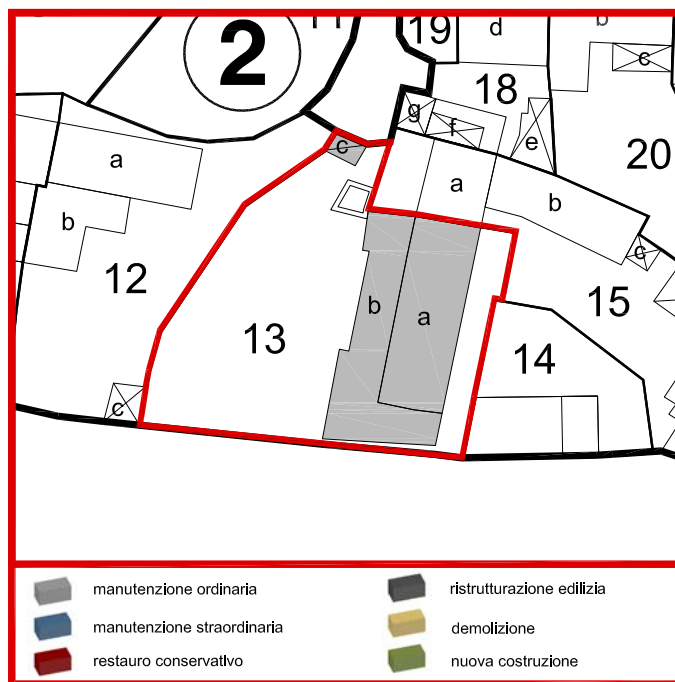 11
19
d
b
2
c
g
f
18
e
20
a
c
a
b
b
12
c
15
13
b
a
14
c
manutenzione ordinaria
ristrutturazione edilizia
manutenzione straordinaria
demolizione
restauro conservativo
nuova costruzione